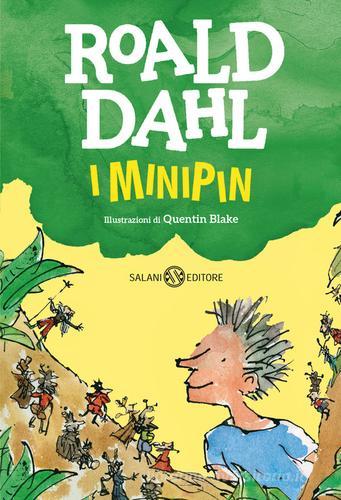 ROALD
DAHL
I MINIPIN
Illustrazioni di Quentin Blake
SALANI EDITORE